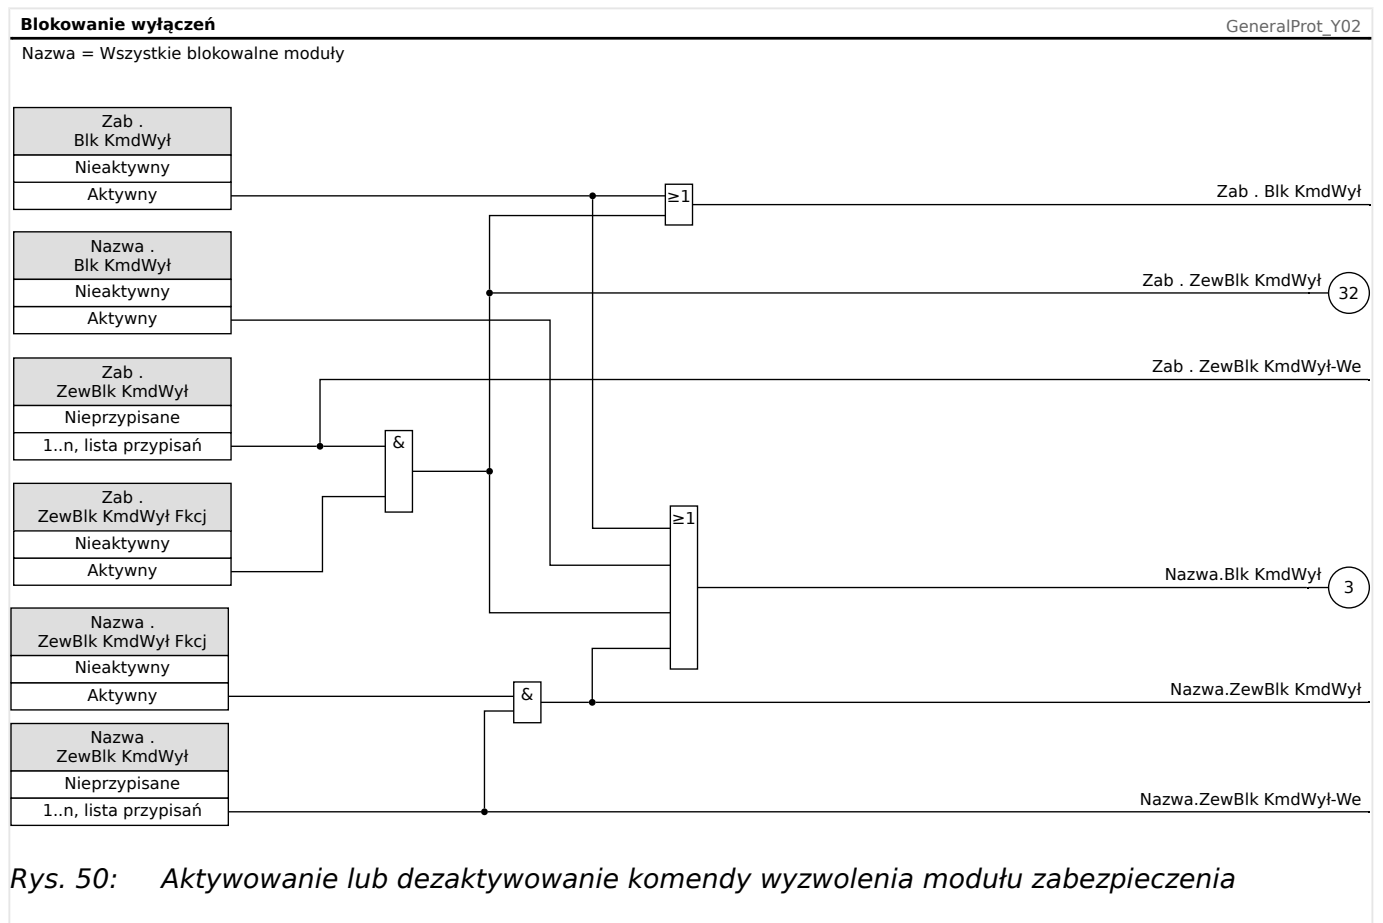 Blokowanie wyłączeń
GeneralProt_Y02
Nazwa = Wszystkie blokowalne moduły
Zab .
Blk KmdWył
Nieaktywny
Aktywny
≥1
Zab . Blk KmdWył
Nazwa .
Blk KmdWył
Nieaktywny
Aktywny
Zab . ZewBlk KmdWył
32
Zab .
ZewBlk KmdWył
Nieprzypisane
1..n, lista przypisań
Zab . ZewBlk KmdWył-We
&
Zab .
ZewBlk KmdWył Fkcj
Nieaktywny
Aktywny
≥1
Nazwa.Blk KmdWył
3
Nazwa .
ZewBlk KmdWył Fkcj
Nieaktywny
Aktywny
&
Nazwa.ZewBlk KmdWył
Nazwa .
ZewBlk KmdWył
Nieprzypisane
1..n, lista przypisań
Nazwa.ZewBlk KmdWył-We
Rys. 50: Aktywowanie lub dezaktywowanie komendy wyzwolenia modułu zabezpieczenia